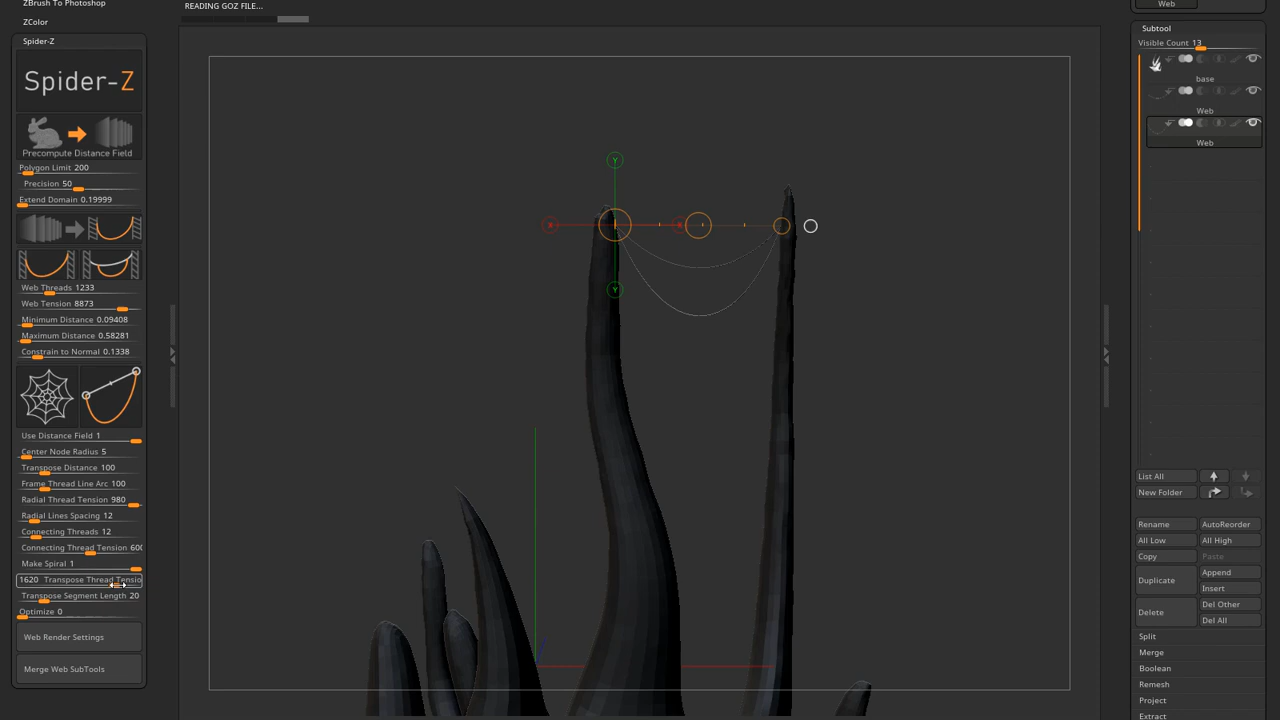 ZBrush To Photoshop
ZColor
Spider-Z
Spider-Z
Precompute Distance Field
Polygon Limit 200
Precision 50
Extend Domain 0.19999
Web Threads 1233
Web Tension 8873
Minimum Distance 0.09408
Maximum Distance 0.58281
Constrain to Normal 0.1338
Use Distance Field 1
Center Node Radius 5
Transpose Distance 100
Frame Thread Line Arc 100
Radial Thread Tension 980
Radial Lines Spacing 12
Connecting Threads 12
Connecting Thread Tension 600
Make Spiral 1
1620 Transpose Thread Tensio
Transpose Segment Length 20
Optimize 0
Web Render Settings
Merge Web SubTools
READING GOZ FILE...
Y
Y
Web
Subtool
Visible Count 13
base
Web
Web
List All
New Folder
Rename
AutoReorder
All Low
All High
Copy
Paste
Duplicate
Append
Insert
Delete
Del Other
Del All
Split
Merge
Boolean
Remesh
Project
Extract